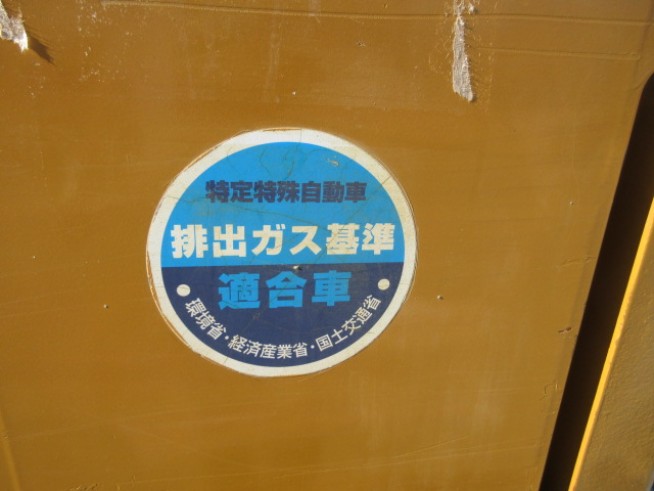 特定特殊自動車
排出ガス基準
適合車
・環境省・経済産業省・国土交通省・